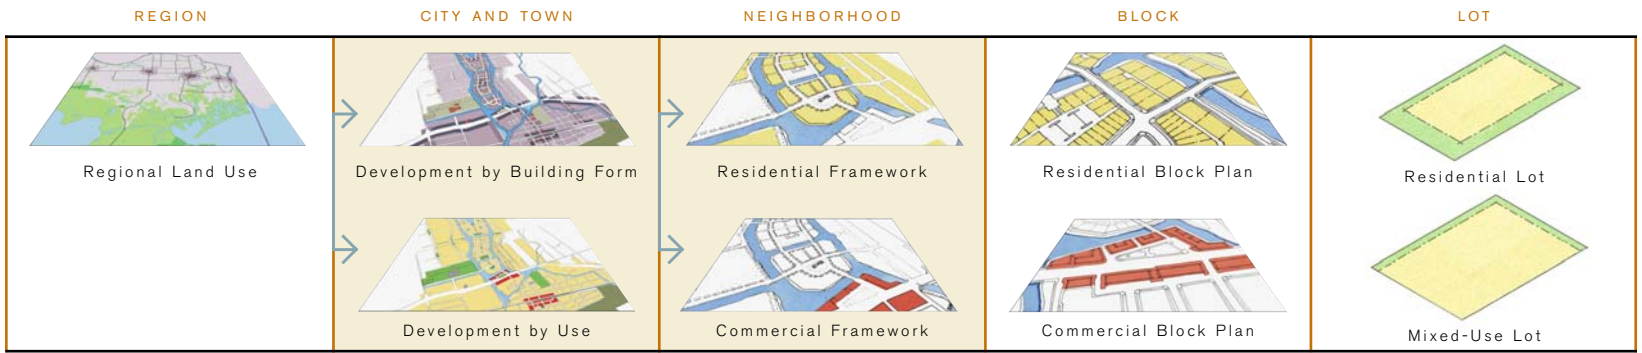 REGION
CITY AND TOWN
NEIGHBORHOOD
BLOCK
LOT
Regional Land Use
Development by Building Form
Residential Framework
Residential Block Plan
Residential Lot
Development by Use
Commercial Framework
Commercial Block Plan
Mixed-Use Lot